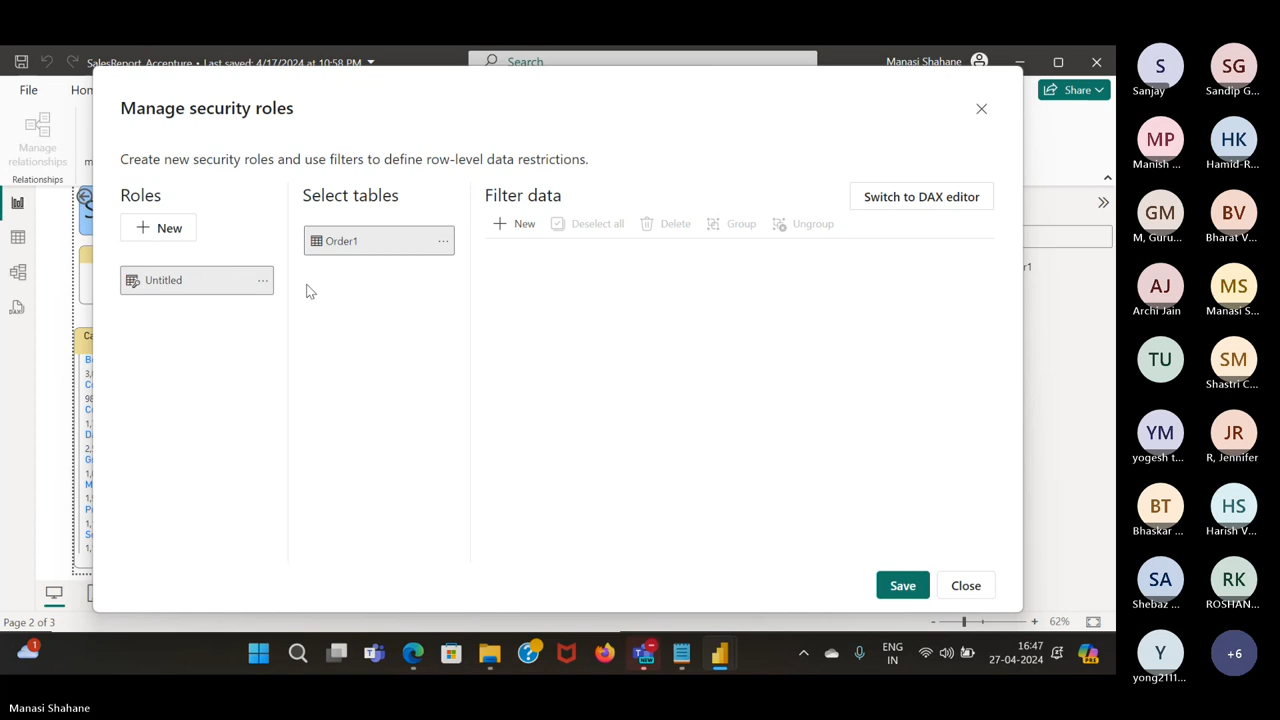 SalesReport_Accenture • Last saved: 4/17/2024 at 10:58 PM
Search
Manasi Shahane
File
Hom
Share
Manage
relationships
Relationships
Manage security roles
Create new security roles and use filters to define row-level data restrictions.
Roles
Select tables
Filter data
Switch to DAX editor
New
New
Deselect all
Delete
Group
Ungroup
Order1
Untitled
Save
Close
Page 2 of 3
62%
1
ENG
IN
16:47
27-04-2024
NEW
PRE
S
Sanjay
SG
Sandip G...
MP
Manish ...
HK
Hamid-R...
GM
M, Guru...
BV
Bharat V...
AJ
Archi Jain
MS
Manasi S...
TU
SM
Shastri C...
YM
yogesh t...
JR
R, Jennifer
BT
Bhaskar ...
HS
Harish V...
SA
Shebaz ...
RK
ROSHAN...
Y
yong2111...
+6
Manasi Shahane